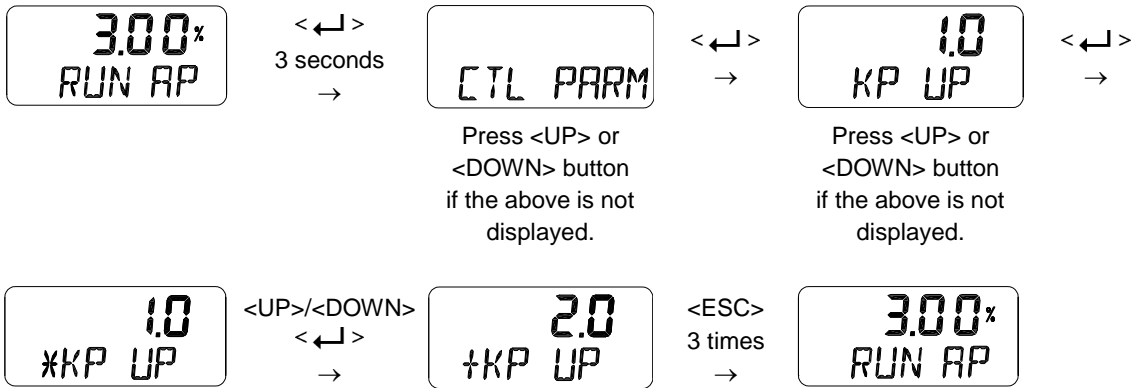 3.00%
RUN AP
<↵>
3 seconds
→
CTL PARM
Press <UP> or
<DOWN> button
if the above is not
displayed.
<↵>
→
1.0
KP UP
Press <UP> or
<DOWN> button
if the above is not
displayed.
<↵>
→
1.0
*KP UP
<UP>/<DOWN>
<↵>
→
2.0
+KP UP
<ESC>
3 times
→
3.00%
RUN AP